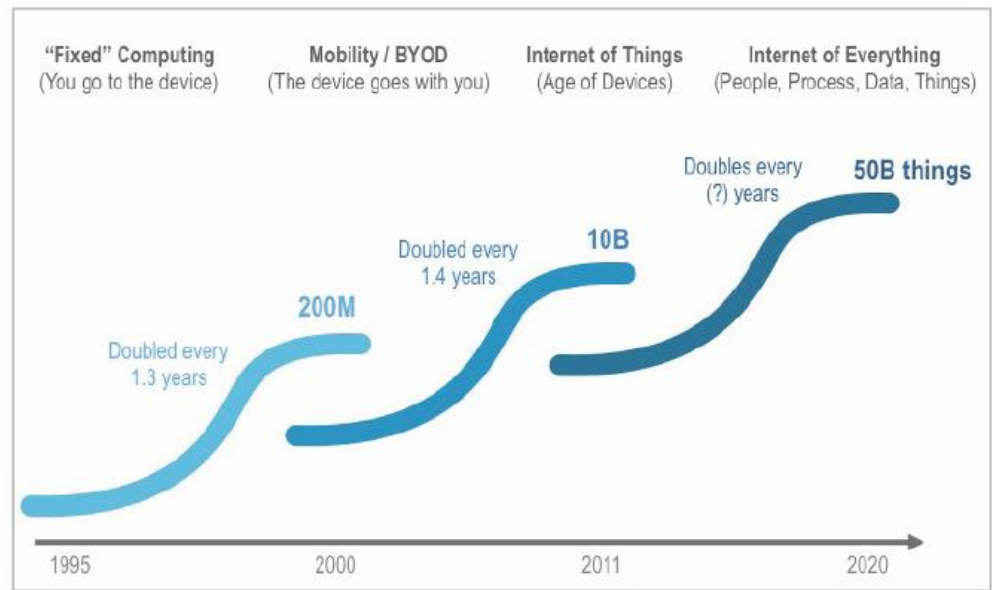 “Fixed” Computing
(You go to the device)
Mobility / BYOD
(The device goes with you)
Internet of Things
(Age of Devices)
Internet of Everything
(People, Process, Data, Things)
Doubles every
(?) years
50B things
Doubled every
1.4 years
10B
200M
Doubled every
1.3 years
1995
2000
2011
2020